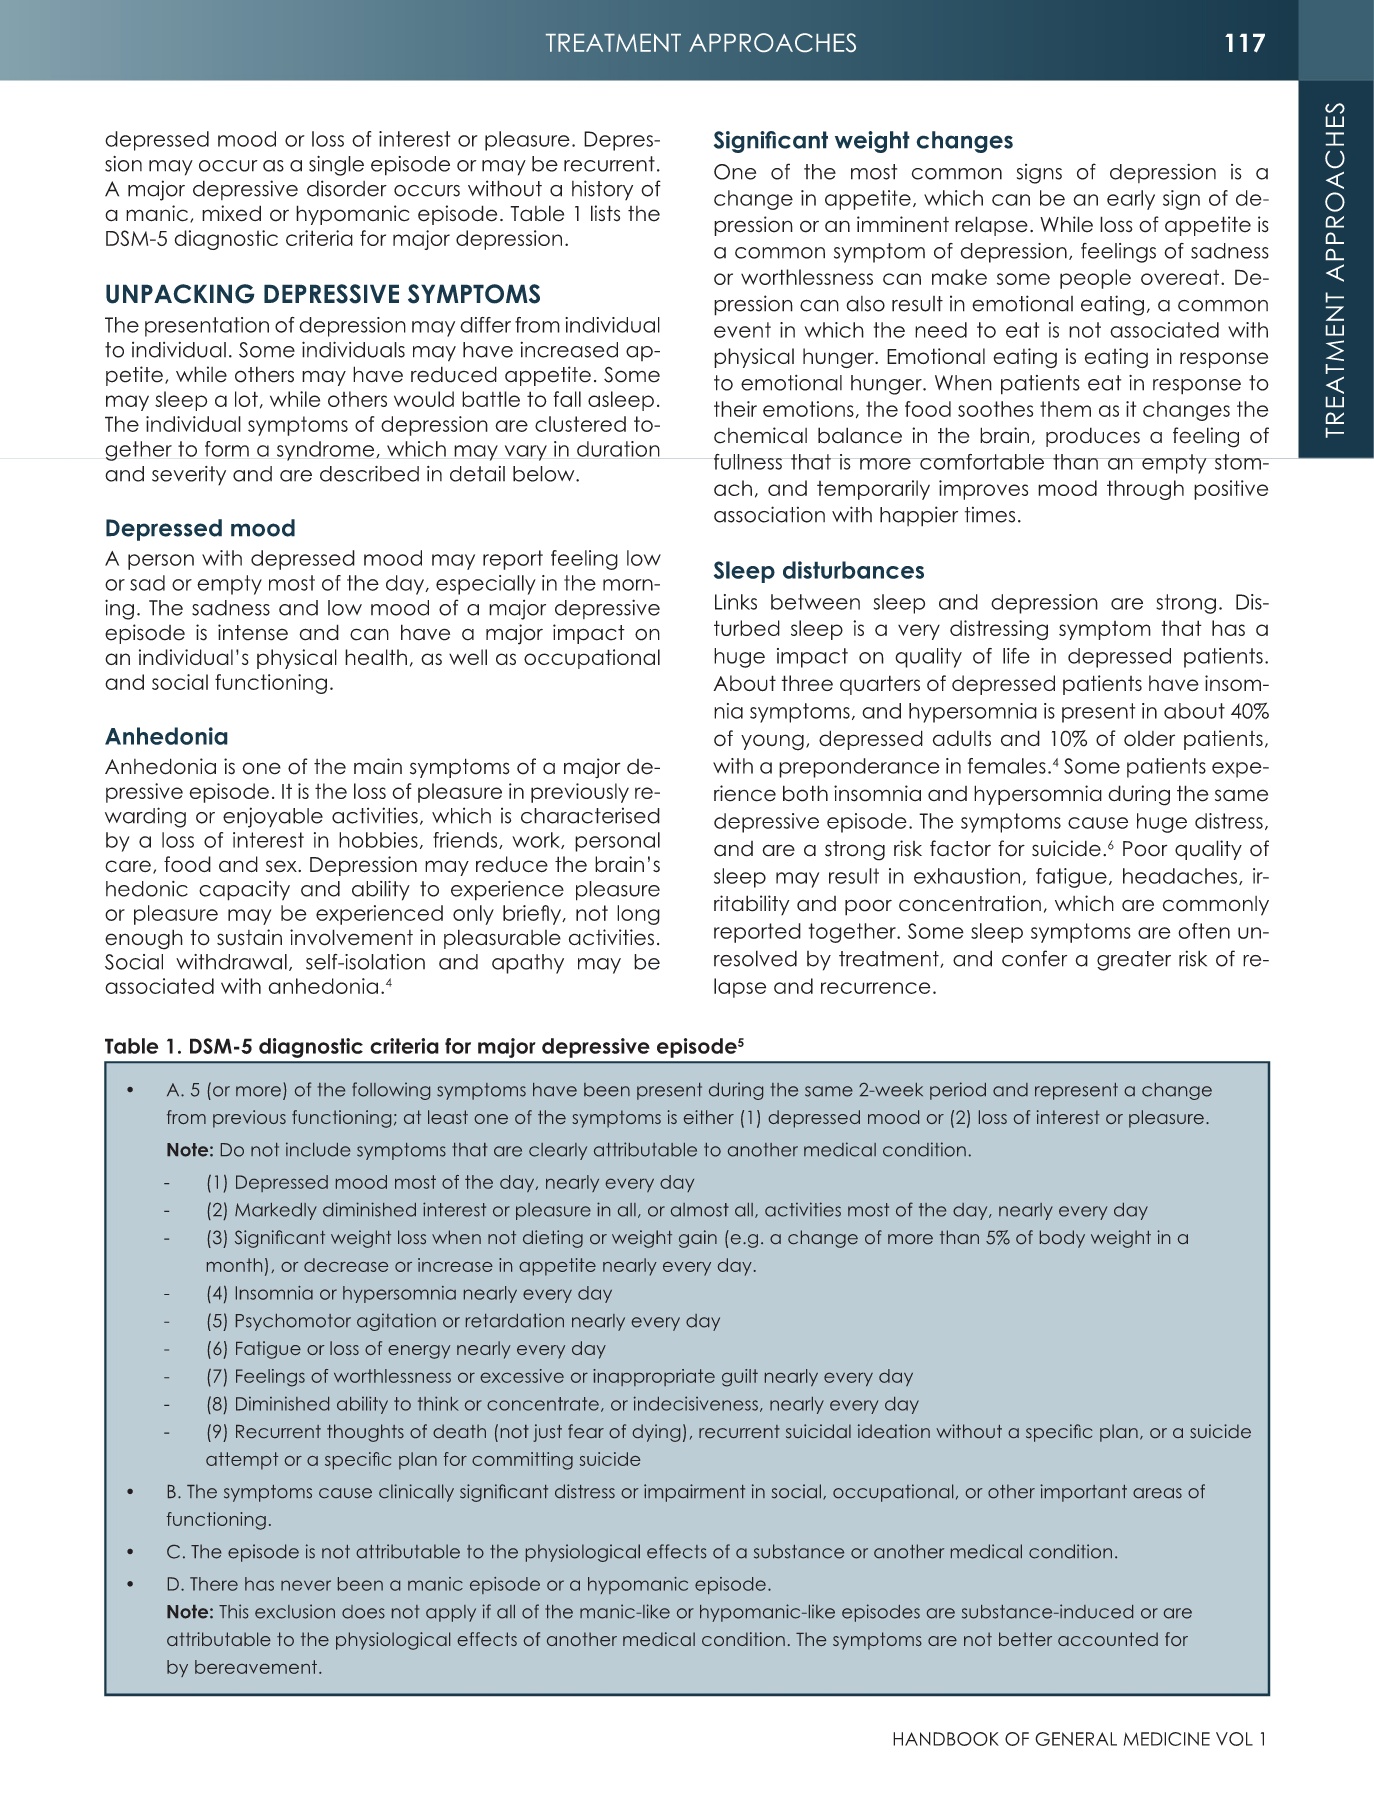 TREATMENT APPROACHES
117
TREATMENT APPROACHES
depressed mood or loss of interest or pleasure. Depres-
sion may occur as a single episode or may be recurrent.
A major depressive disorder occurs without a history of
a manic, mixed or hypomanic episode. Table 1 lists the
DSM-5 diagnostic criteria for major depression.
UNPACKING DEPRESSIVE SYMPTOMS
The presentation of depression may differ from individual
to individual. Some individuals may have increased ap-
petite, while others may have reduced appetite. Some
may sleep a lot, while others would battle to fall asleep.
The individual symptoms of depression are clustered to-
gether to form a syndrome, which may vary in duration
and severity and are described in detail below.
Depressed mood
A person with depressed mood may report feeling low
or sad or empty most of the day, especially in the morn-
ing. The sadness and low mood of a major depressive
episode is intense and can have a major impact on
an individual’s physical health, as well as occupational
and social functioning.
Anhedonia
Anhedonia is one of the main symptoms of a major de-
pressive episode. It is the loss of pleasure in previously re-
warding or enjoyable activities, which is characterised
by a loss of interest in hobbies, friends, work, personal
care, food and sex. Depression may reduce the brain’s
hedonic capacity and ability to experience pleasure
or pleasure may be experienced only briefly, not long
enough to sustain involvement in pleasurable activities.
Social withdrawal, self-isolation and apathy may be
associated with anhedonia.⁴
Significant weight changes
One of the most common signs of depression is a
change in appetite, which can be an early sign of de-
pression or an imminent relapse. While loss of appetite is
a common symptom of depression, feelings of sadness
or worthlessness can make some people overeat. De-
pression can also result in emotional eating, a common
event in which the need to eat is not associated with
physical hunger. Emotional eating is eating in response
to emotional hunger. When patients eat in response to
their emotions, the food soothes them as it changes the
chemical balance in the brain, produces a feeling of
fullness that is more comfortable than an empty stom-
ach, and temporarily improves mood through positive
association with happier times.
Sleep disturbances
Links between sleep and depression are strong. Dis-
turbed sleep is a very distressing symptom that has a
huge impact on quality of life in depressed patients.
About three quarters of depressed patients have insom-
nia symptoms, and hypersomnia is present in about 40%
of young, depressed adults and 10% of older patients,
with a preponderance in females.⁴ Some patients expe-
rience both insomnia and hypersomnia during the same
depressive episode. The symptoms cause huge distress,
and are a strong risk factor for suicide.⁶ Poor quality of
sleep may result in exhaustion, fatigue, headaches, ir-
ritability and poor concentration, which are commonly
reported together. Some sleep symptoms are often un-
resolved by treatment, and confer a greater risk of re-
lapse and recurrence.
Table 1. DSM-5 diagnostic criteria for major depressive episode⁵
• A. 5 (or more) of the following symptoms have been present during the same 2-week period and represent a change
from previous functioning; at least one of the symptoms is either (1) depressed mood or (2) loss of interest or pleasure.
Note: Do not include symptoms that are clearly attributable to another medical condition.
- (1) Depressed mood most of the day, nearly every day
- (2) Markedly diminished interest or pleasure in all, or almost all, activities most of the day, nearly every day
- (3) Significant weight loss when not dieting or weight gain (e.g. a change of more than 5% of body weight in a
month), or decrease or increase in appetite nearly every day.
- (4) Insomnia or hypersomnia nearly every day
- (5) Psychomotor agitation or retardation nearly every day
- (6) Fatigue or loss of energy nearly every day
- (7) Feelings of worthlessness or excessive or inappropriate guilt nearly every day
- (8) Diminished ability to think or concentrate, or indecisiveness, nearly every day
- (9) Recurrent thoughts of death (not just fear of dying), recurrent suicidal ideation without a specific plan, or a suicide
attempt or a specific plan for committing suicide
• B. The symptoms cause clinically significant distress or impairment in social, occupational, or other important areas of
functioning.
• C. The episode is not attributable to the physiological effects of a substance or another medical condition.
• D. There has never been a manic episode or a hypomanic episode.
Note: This exclusion does not apply if all of the manic-like or hypomanic-like episodes are substance-induced or are
attributable to the physiological effects of another medical condition. The symptoms are not better accounted for
by bereavement.
HANDBOOK OF GENERAL MEDICINE VOL 1